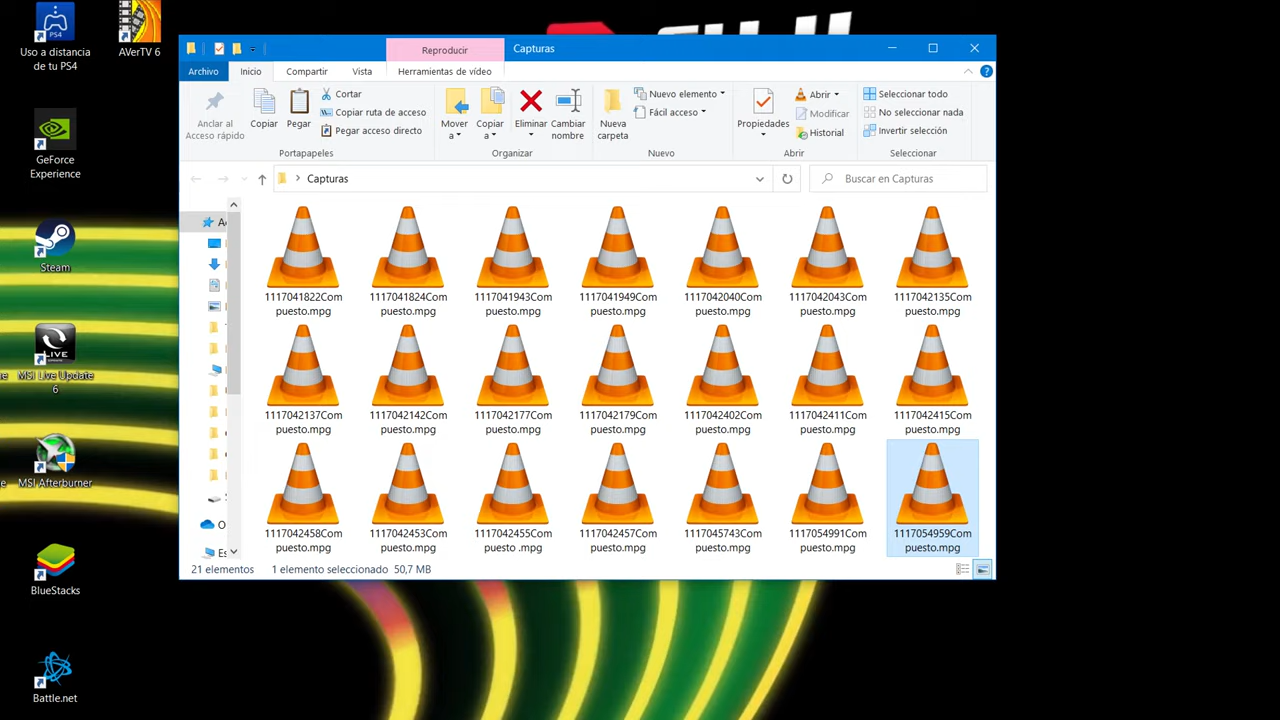 Uso a distancia
de tu PS4
AVerTV 6
GeForce
Experience
Steam
LIVE
MSI Live Update
6
MSI Afterburner
BlueStacks
Battle.net
Reproducir
Capturas
Archivo
Inicio
Compartir
Vista
Herramientas de vídeo
Anclar al
Acceso rápido
Copiar
Pegar
Cortar
Copiar ruta de acceso
Pegar acceso directo
Portapapeles
Mover
a
Copiar
a
Eliminar
Cambiar
nombre
Organizar
Nueva
carpeta
Nuevo elemento
Fácil acceso
Nuevo
Propiedades
Abrir
Modificar
Historial
Abrir
Seleccionar todo
No seleccionar nada
Invertir selección
Seleccionar
Capturas
Buscar en Capturas
1117041822Com
puesto.mpg
1117041824Com
puesto.mpg
1117041943Com
puesto.mpg
1117041949Com
puesto.mpg
1117042040Com
puesto.mpg
1117042043Com
puesto.mpg
1117042135Com
puesto.mpg
1117042137Com
puesto.mpg
1117042142Com
puesto.mpg
1117042177Com
puesto.mpg
1117042179Com
puesto.mpg
1117042402Com
puesto.mpg
1117042411Com
puesto.mpg
1117042415Com
puesto.mpg
1117042458Com
puesto.mpg
1117042453Com
puesto.mpg
1117042455Com
puesto .mpg
1117042457Com
puesto.mpg
1117045743Com
puesto.mpg
1117054991Com
puesto.mpg
1117054959Com
puesto.mpg
21 elementos
1 elemento seleccionado 50,7 MB